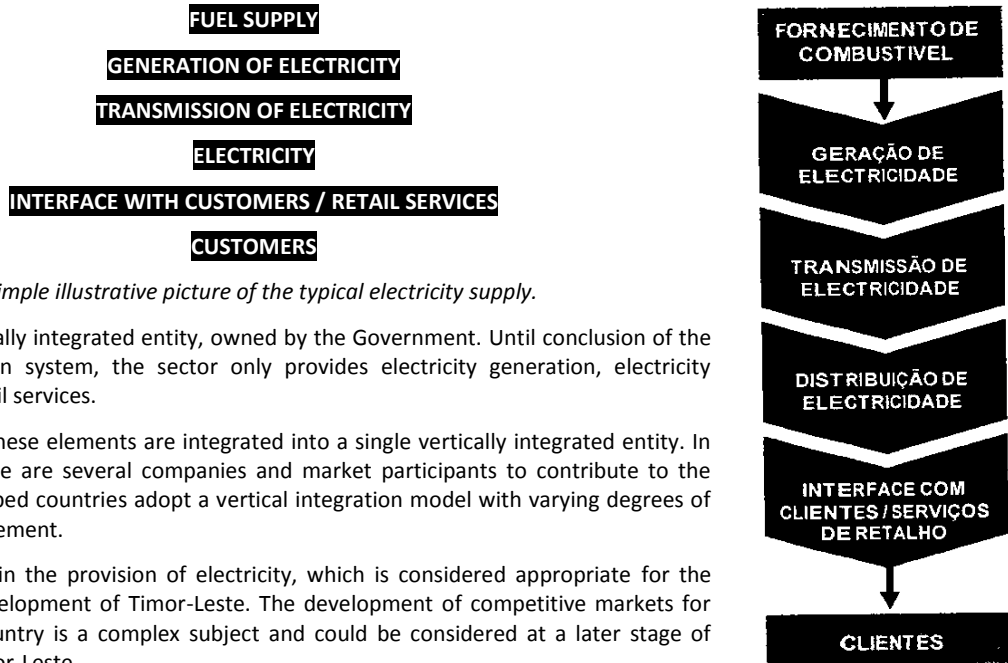 FUEL SUPPLY
GENERATION OF ELECTRICITY
TRANSMISSION OF ELECTRICITY
ELECTRICITY
INTERFACE WITH CUSTOMERS / RETAIL SERVICES
CUSTOMERS
imple illustrative picture of the typical electricity supply.
ally integrated entity, owned by the Government. Until conclusion of the
n system, the sector only provides electricity generation, electricity
il services.
hese elements are integrated into a single vertically integrated entity. In
e are several companies and market participants to contribute to the
ped countries adopt a vertical integration model with varying degrees of
ement.
in the provision of electricity, which is considered appropriate for the
velopment of Timor-Leste. The development of competitive markets for
untry is a complex subject and could be considered at a later stage of
or-Leste.
FORNECIMENTO DE
COMBUSTIVEL
GERAÇÃO DE
ELECTRICIDADE
TRANSMISSÃO DE
ELECTRICIDADE
DISTRIBUIÇÃO DE
ELECTRICIDADE
INTERFACE COM
CLIENTES / SERVIÇOS
DE RETALHO
CLIENTES